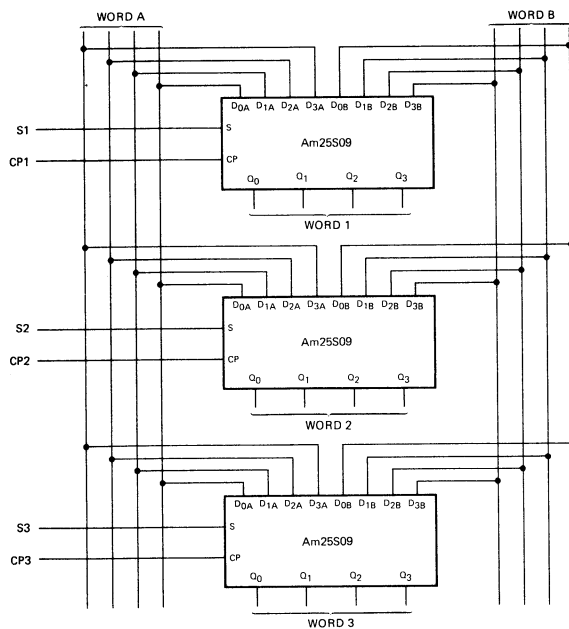 WORD A WORD B
D0A D1A D2A D3A D0B D1B D2B D3B
S1 S
Am25S09
CP1 CP
Q0 Q1 Q2 Q3
WORD 1
D0A D1A D2A D3A D0B D1B D2B D3B
S2 S
Am25S09
CP2 CP
Q0 Q1 Q2 Q3
WORD 2
D0A D1A D2A D3A D0B D1B D2B D3B
S3 S
Am25S09
CP3 CP
Q0 Q1 Q2 Q3
WORD 3